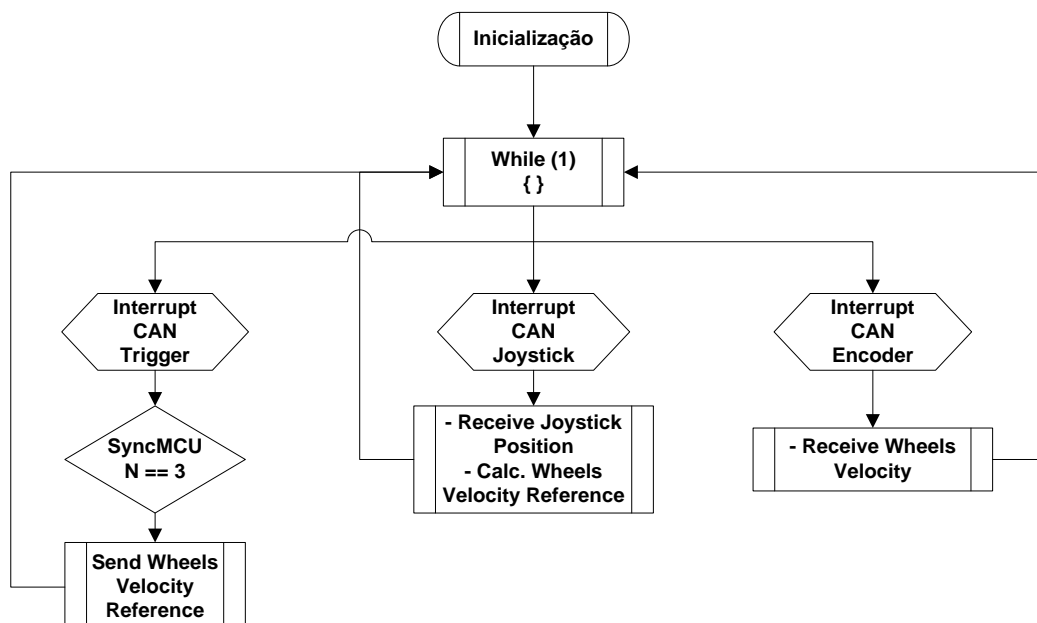 Inicialização
While (1)
{ }
Interrupt
CAN
Trigger
Interrupt
CAN
Joystick
Interrupt
CAN
Encoder
SyncMCU
N == 3
- Receive Joystick
Position
- Calc. Wheels
Velocity Reference
- Receive Wheels
Velocity
Send Wheels
Velocity
Reference